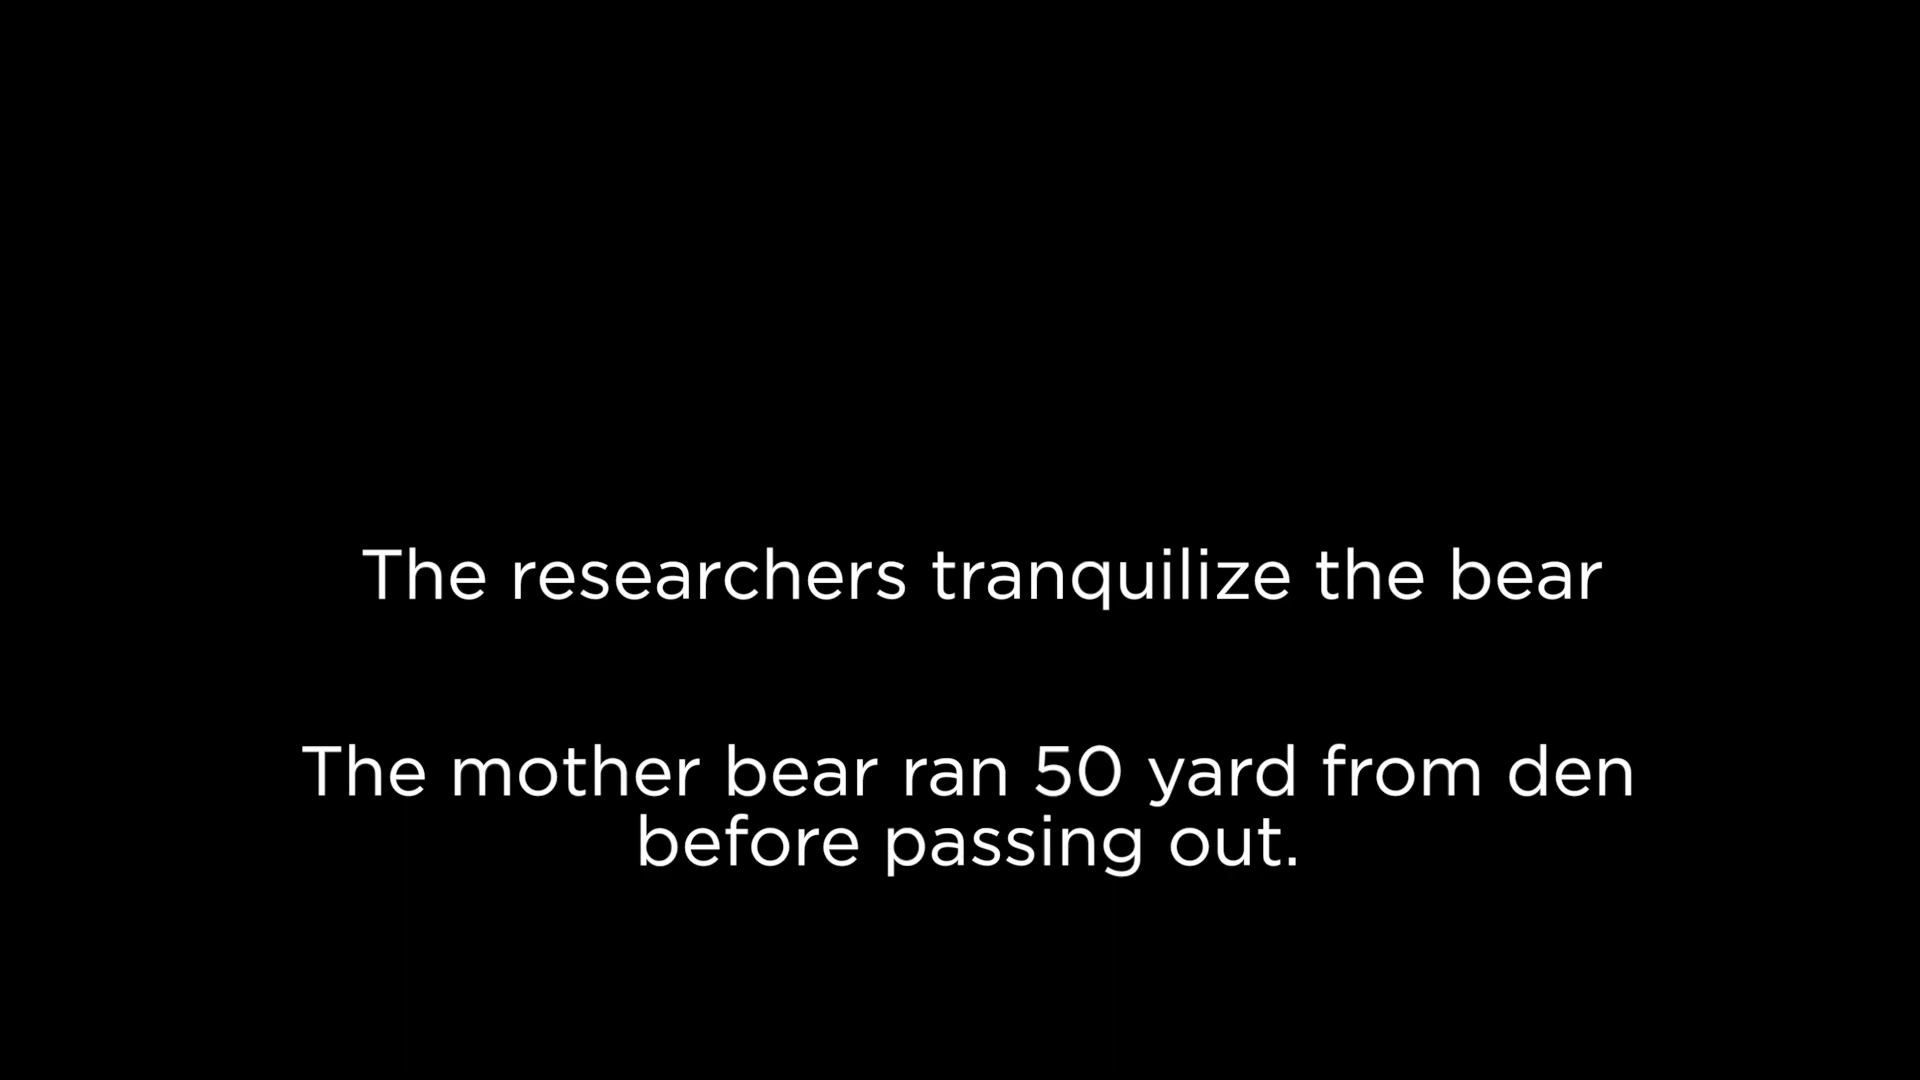 The researchers tranquilize the bear
The mother bear ran 50 yard from den
before passing out.